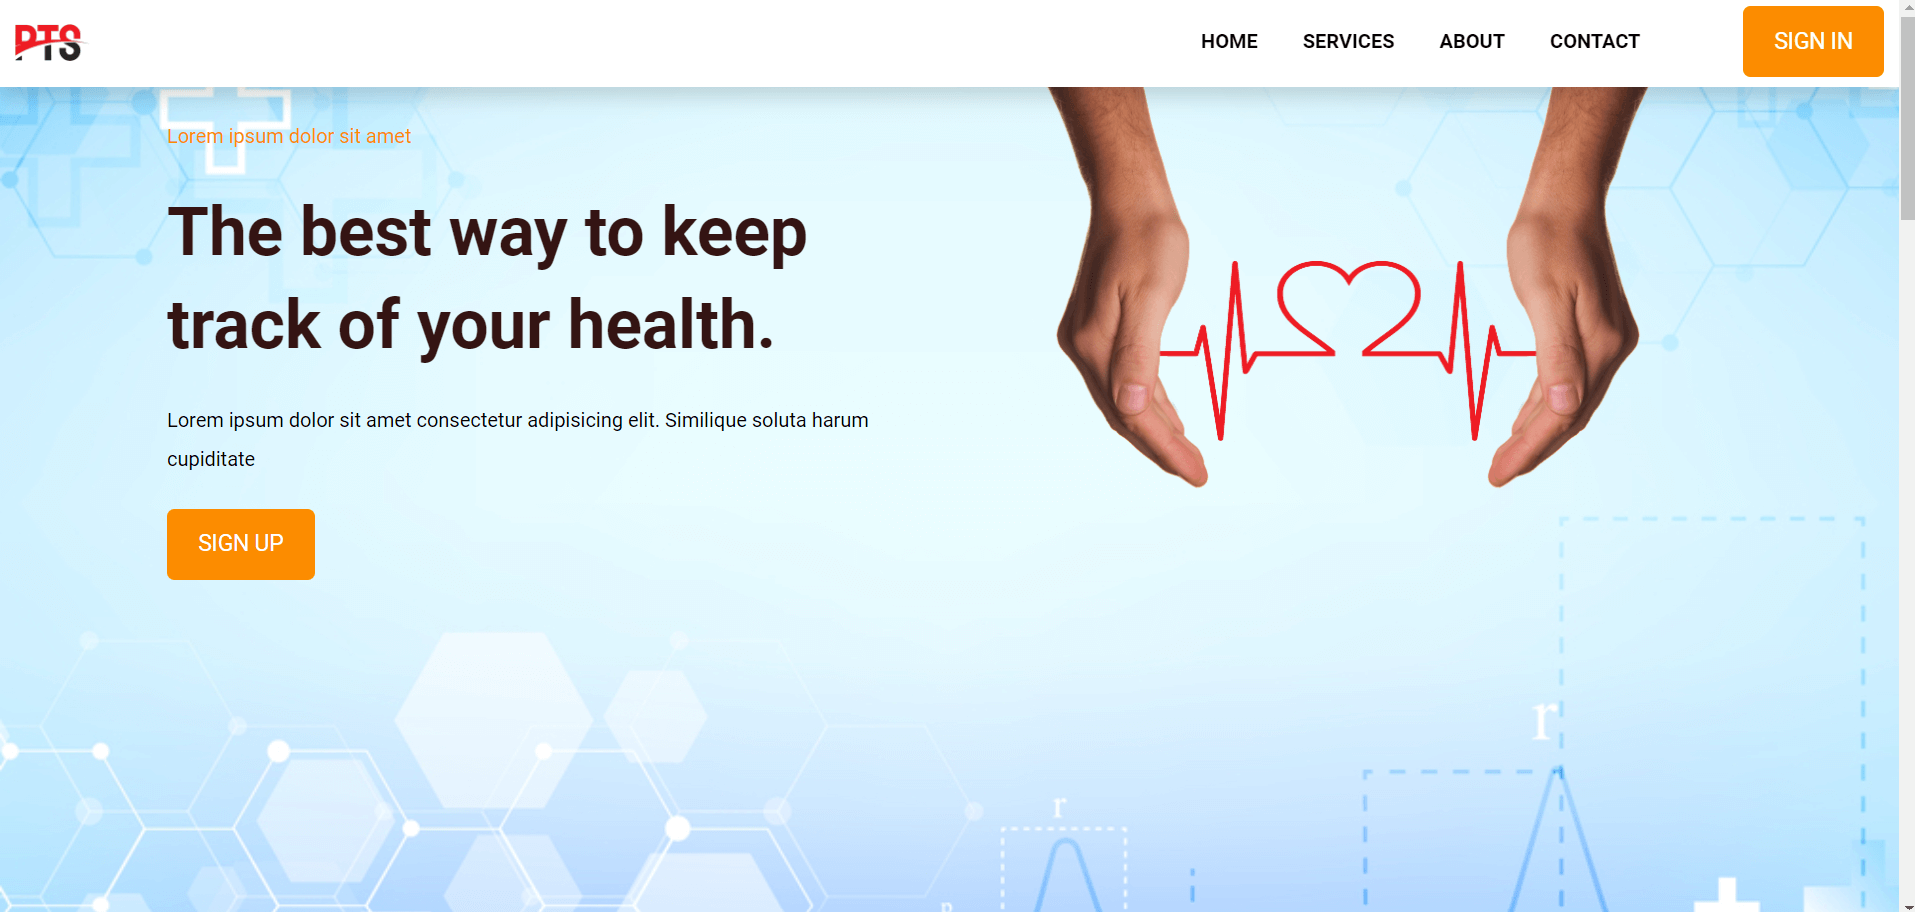 PTS
HOME SERVICES ABOUT CONTACT SIGN IN
Lorem ipsum dolor sit amet
The best way to keep
track of your health.
Lorem ipsum dolor sit amet consectetur adipisicing elit. Similique soluta harum
cupiditate
SIGN UP
r
r